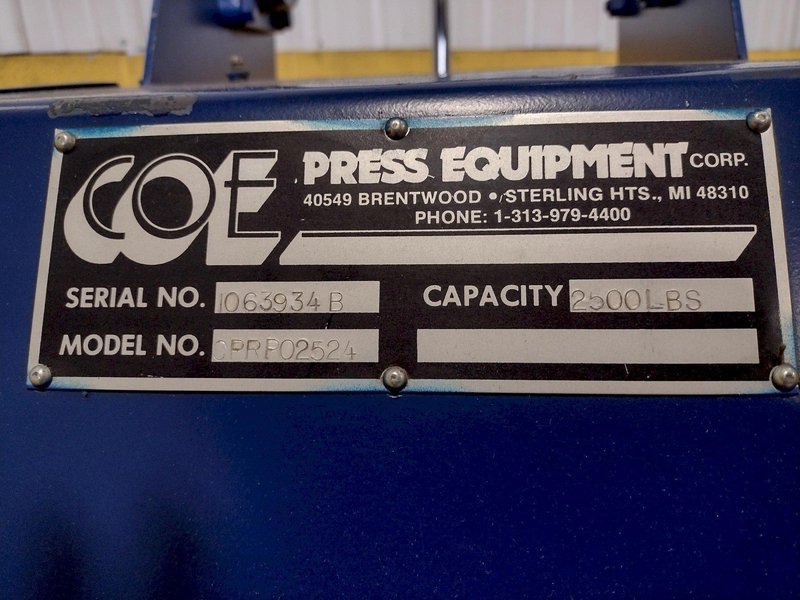 COE PRESS EQUIPMENT CORP.
40549 BRENTWOOD • STERLING HTS., MI 48310
PHONE: 1-313-979-4400
SERIAL NO. 1063934 B
CAPACITY 2500 LBS
MODEL NO.